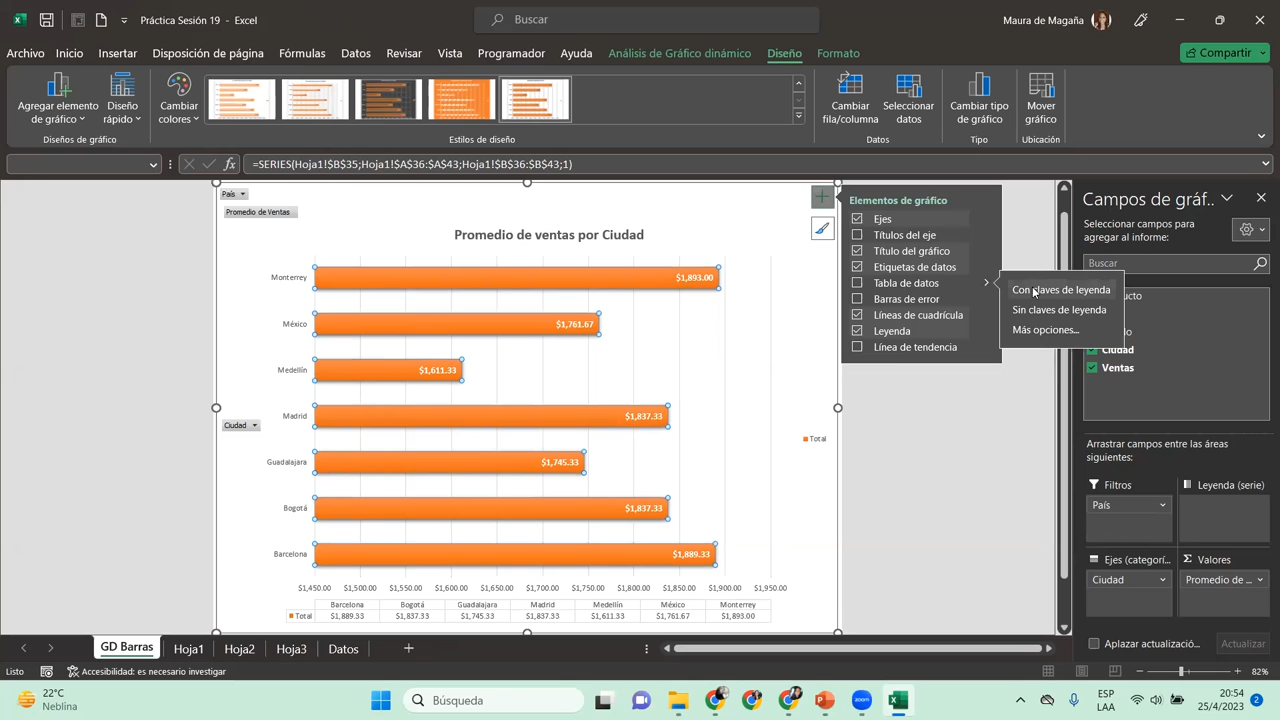 Práctica Sesión 19 - Excel
Buscar
Maura de Magaña
Archivo Inicio Insertar Disposición de página Fórmulas Datos Revisar Vista Programador Ayuda Análisis de Gráfico dinámico Diseño Formato
Compartir
Agregar elemento de gráfico
Diseño rápido
Cambiar colores
Cambiar fila/columna
Seleccionar datos
Cambiar tipo de gráfico
Mover gráfico
Diseños de gráfico
Estilos de diseño
Datos
Tipo
Ubicación
fx
=SERIES(Hoja1!$B$35;Hoja1!$A$36:$A$43;Hoja1!$B$36:$B$43;1)
País
Promedio de Ventas
Promedio de ventas por Ciudad
Monterrey $1,893.00
México $1,761.67
Medellín $1,611.33
Madrid $1,837.33
Ciudad
Guadalajara $1,745.33
Bogotá $1,837.33
Barcelona $1,889.33
Total
$1,450.00 $1,500.00 $1,550.00 $1,600.00 $1,650.00 $1,700.00 $1,750.00 $1,800.00 $1,850.00 $1,900.00 $1,950.00
Barcelona Bogotá Guadalajara Madrid Medellín México Monterrey
Total $1,889.33 $1,837.33 $1,745.33 $1,837.33 $1,611.33 $1,761.67 $1,893.00
Elementos de gráfico
Ejes
Títulos del eje
Título del gráfico
Etiquetas de datos
Tabla de datos
Barras de error
Líneas de cuadrícula
Leyenda
Línea de tendencia
Con claves de leyenda
Sin claves de leyenda
Más opciones...
Campos de gráf...
Seleccionar campos para
agregar al informe:
Buscar
ucto
o
Ciudad
Ventas
Arrastrar campos entre las áreas
siguientes:
Filtros
Leyenda (serie)
País
Ejes (categorí...
Σ Valores
Ciudad
Promedio de ...
Aplazar actualizació...
Actualizar
GD Barras Hoja1 Hoja2 Hoja3 Datos
Listo
Accesibilidad: es necesario investigar
82%
22°C
Neblina
Búsqueda
zoom
ESP
LAA
20:54
25/4/2023
2